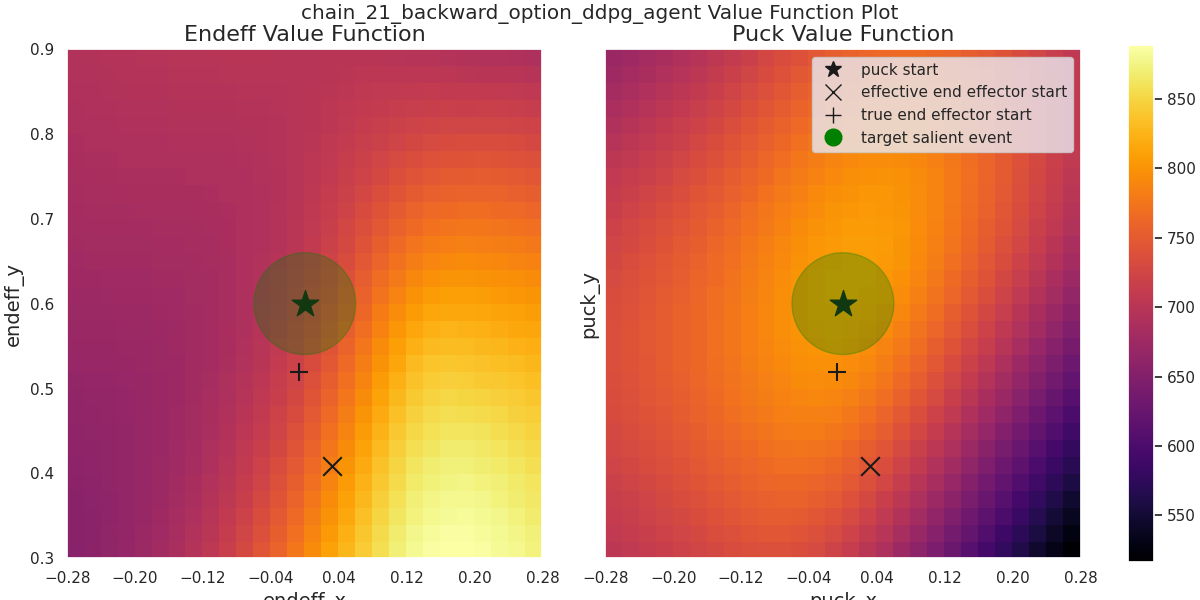 chain_21_backward_option_ddpg_agent Value Function Plot
Endeff Value Function
Puck Value Function
puck start
effective end effector start
true end effector start
target salient event
0.9
0.8
0.7
0.6
0.5
0.4
0.3
endeff_y
−0.28 −0.20 −0.12 −0.04 0.04 0.12 0.20 0.28
endeff_x
puck_y
−0.28 −0.20 −0.12 −0.04 0.04 0.12 0.20 0.28
puck_x
850
800
750
700
650
600
550